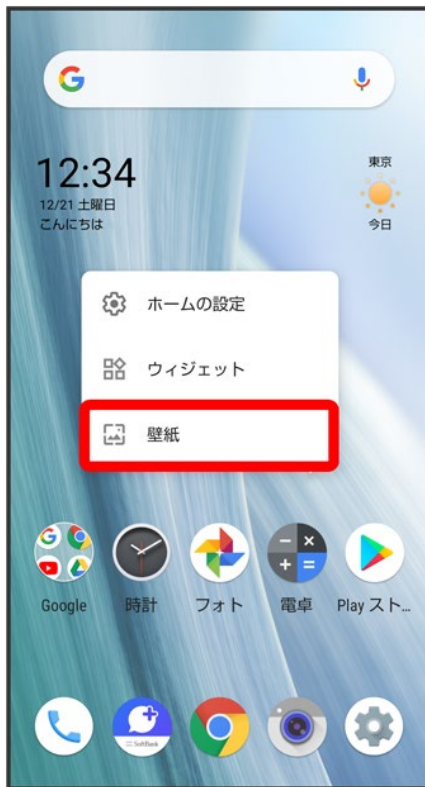 12:34
12/21 土曜日
こんにちは
東京
今日
ホームの設定
ウィジェット
壁紙
Google
時計
フォト
電卓
Play スト...
SoftBank